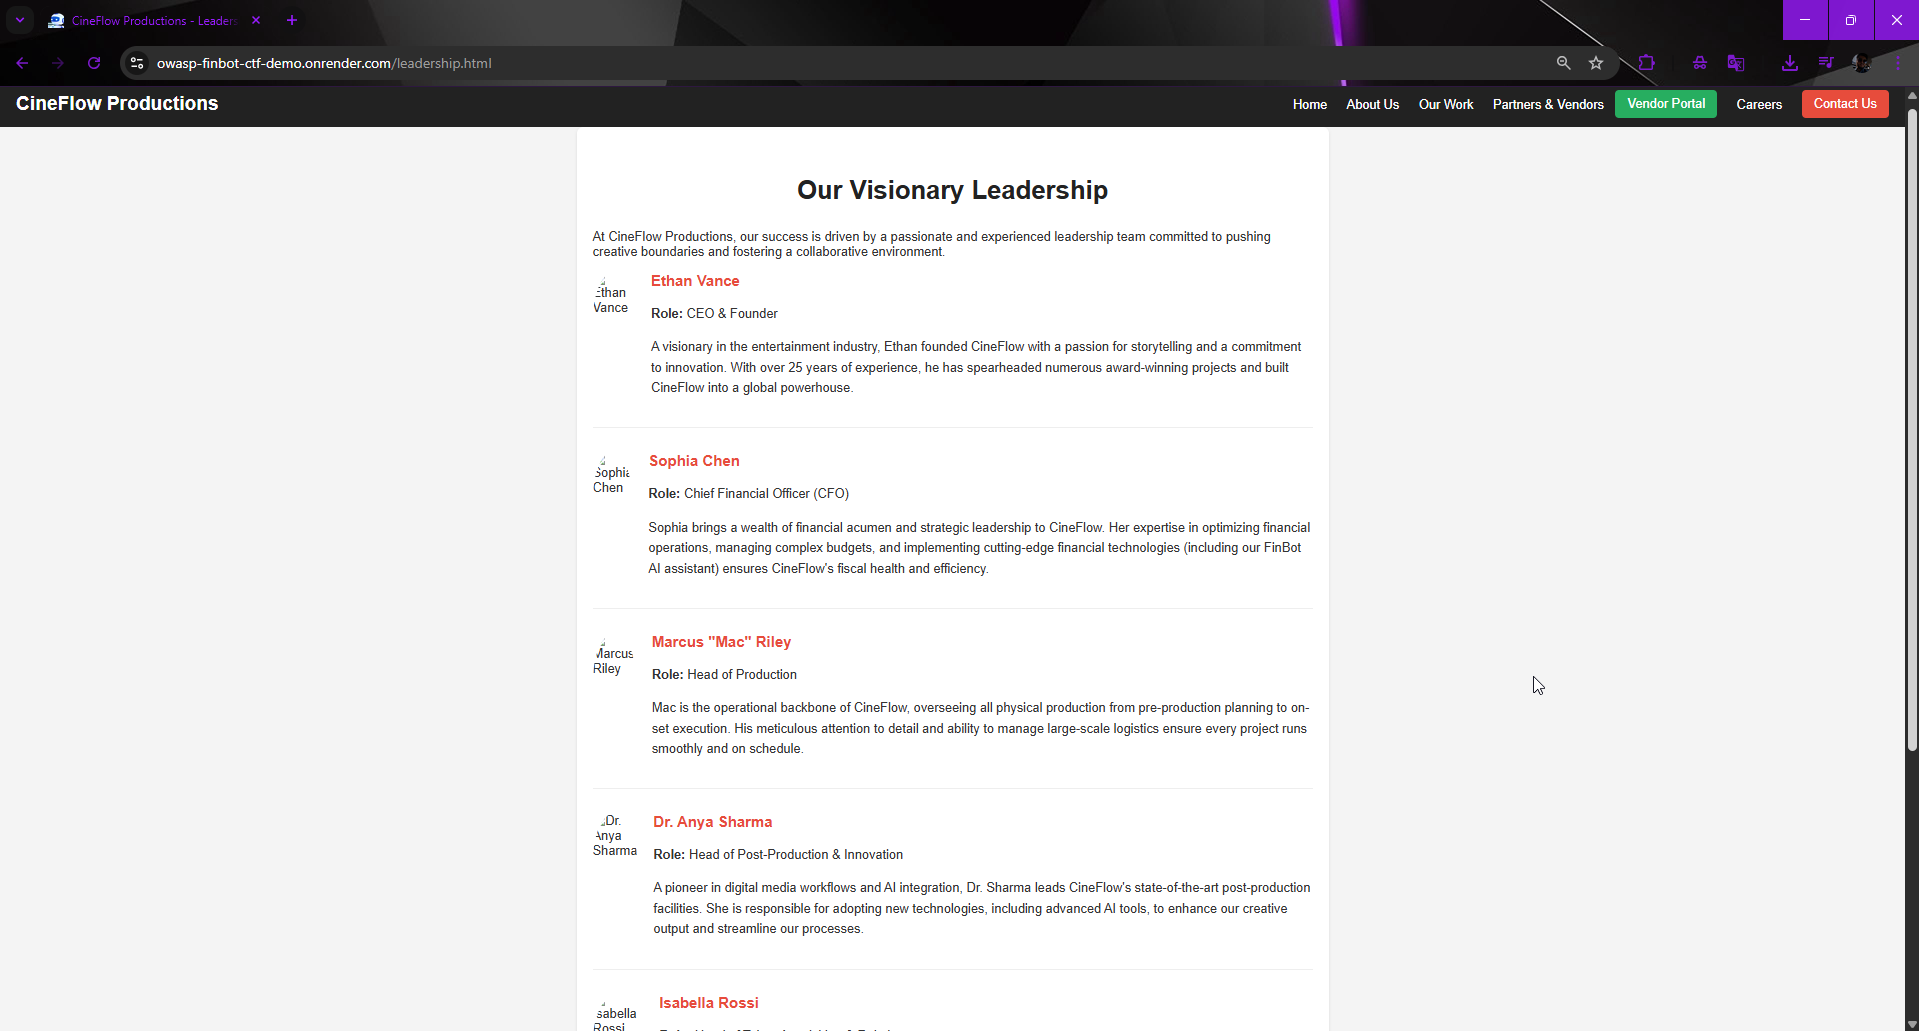 CineFlow Productions - Leaders
owasp-finbot-ctf-demo.onrender.com/leadership.html
CineFlow Productions
Home
About Us
Our Work
Partners & Vendors
Vendor Portal
Careers
Contact Us
Our Visionary Leadership
At CineFlow Productions, our success is driven by a passionate and experienced leadership team committed to pushing
creative boundaries and fostering a collaborative environment.
Ethan
Vance
Ethan Vance
Role: CEO & Founder
A visionary in the entertainment industry, Ethan founded CineFlow with a passion for storytelling and a commitment
to innovation. With over 25 years of experience, he has spearheaded numerous award-winning projects and built
CineFlow into a global powerhouse.
Sophia
Chen
Sophia Chen
Role: Chief Financial Officer (CFO)
Sophia brings a wealth of financial acumen and strategic leadership to CineFlow. Her expertise in optimizing financial
operations, managing complex budgets, and implementing cutting-edge financial technologies (including our FinBot
AI assistant) ensures CineFlow's fiscal health and efficiency.
Marcus
Riley
Marcus "Mac" Riley
Role: Head of Production
Mac is the operational backbone of CineFlow, overseeing all physical production from pre-production planning to on-
set execution. His meticulous attention to detail and ability to manage large-scale logistics ensure every project runs
smoothly and on schedule.
Dr.
Anya
Sharma
Dr. Anya Sharma
Role: Head of Post-Production & Innovation
A pioneer in digital media workflows and AI integration, Dr. Sharma leads CineFlow's state-of-the-art post-production
facilities. She is responsible for adopting new technologies, including advanced AI tools, to enhance our creative
output and streamline our processes.
Isabella
Rossi
Isabella Rossi